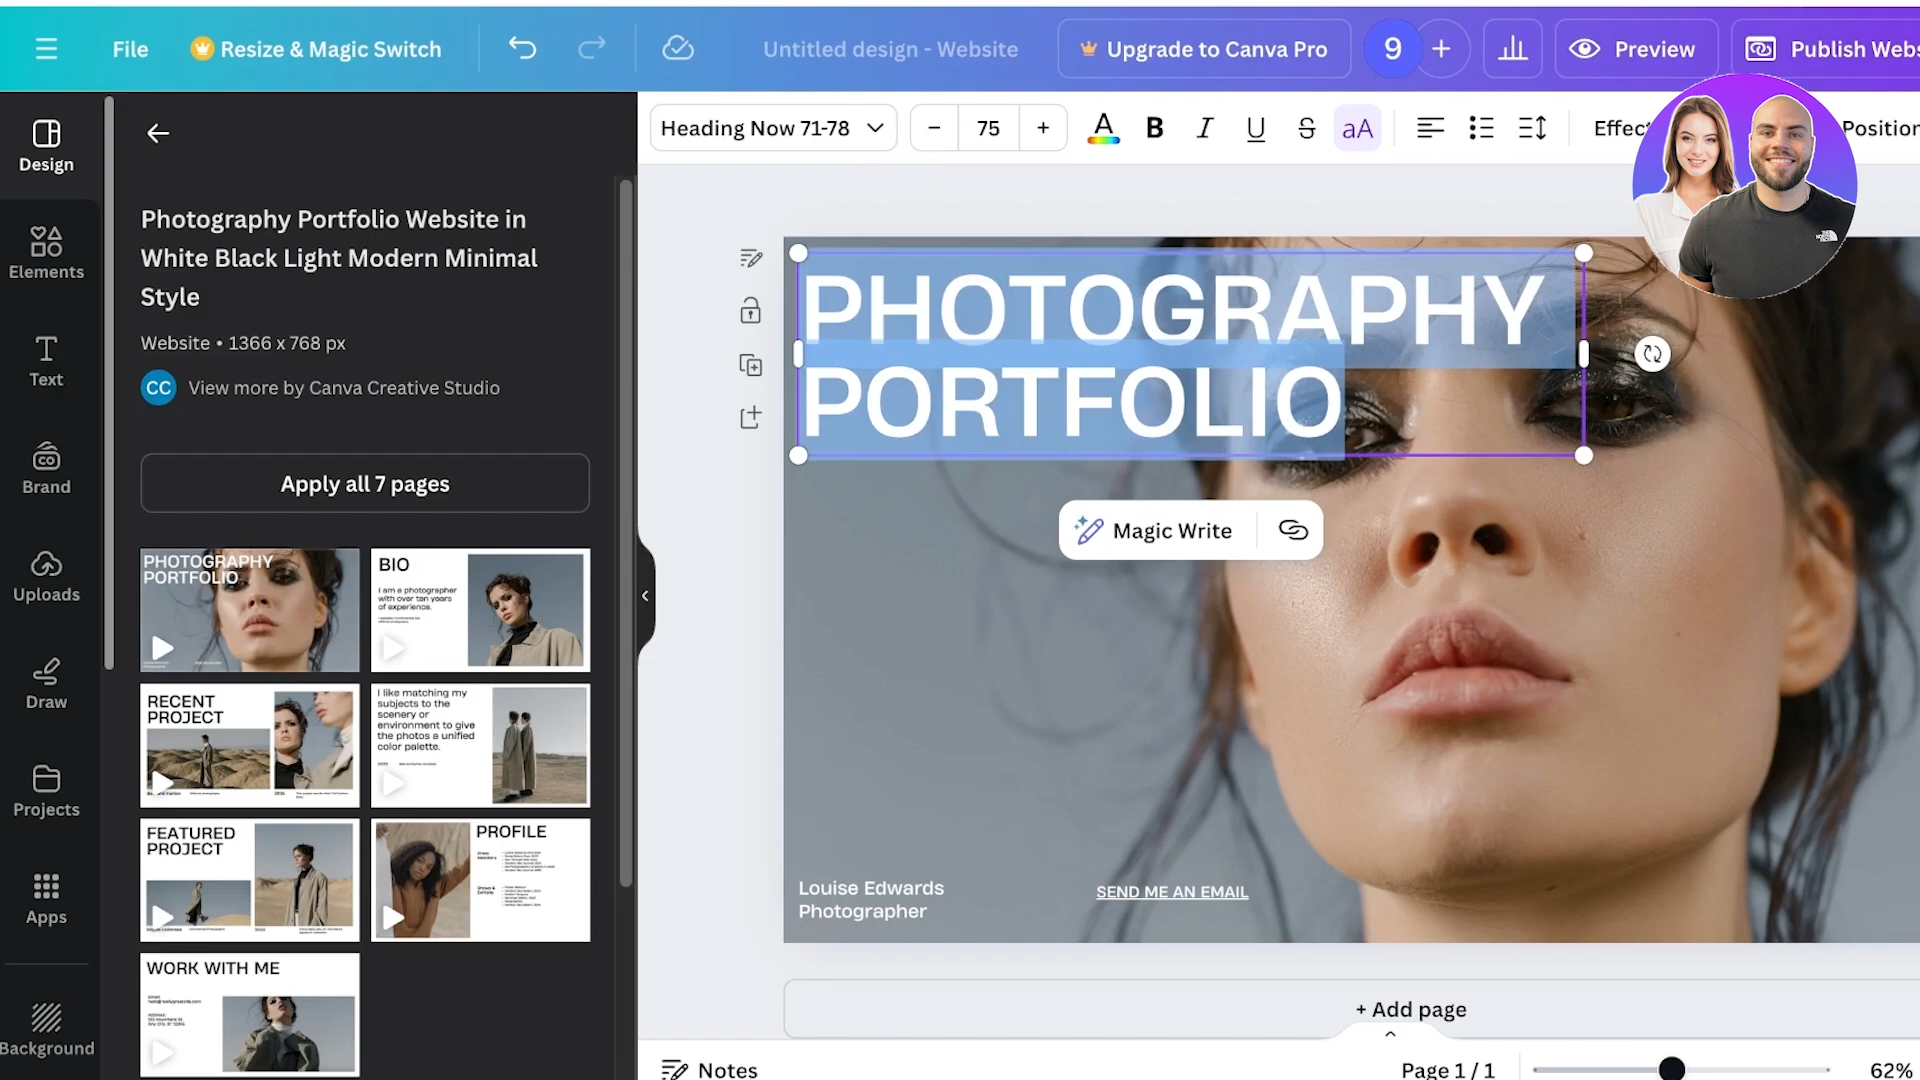 File
Resize & Magic Switch
Untitled design - Website
Upgrade to Canva Pro
9
+
Preview
Publish Webs
Design
Elements
Text
Brand
Uploads
Draw
Projects
Apps
Background
Photography Portfolio Website in
White Black Light Modern Minimal
Style
Website • 1366 x 768 px
CC View more by Canva Creative Studio
Apply all 7 pages
PHOTOGRAPHY
PORTFOLIO
BIO
I am a photographer
with over ten years
of experience.
RECENT
PROJECT
I like matching my
subjects to the
scenery or
environment to give
the photos a unified
color palette.
FEATURED
PROJECT
PROFILE
WORK WITH ME
Heading Now 71-78
− 75 +
A B I U S aA
Effec
Position
PHOTOGRAPHY
PORTFOLIO
Magic Write
Louise Edwards
Photographer
SEND ME AN EMAIL
+ Add page
Notes
Page 1 / 1
62%